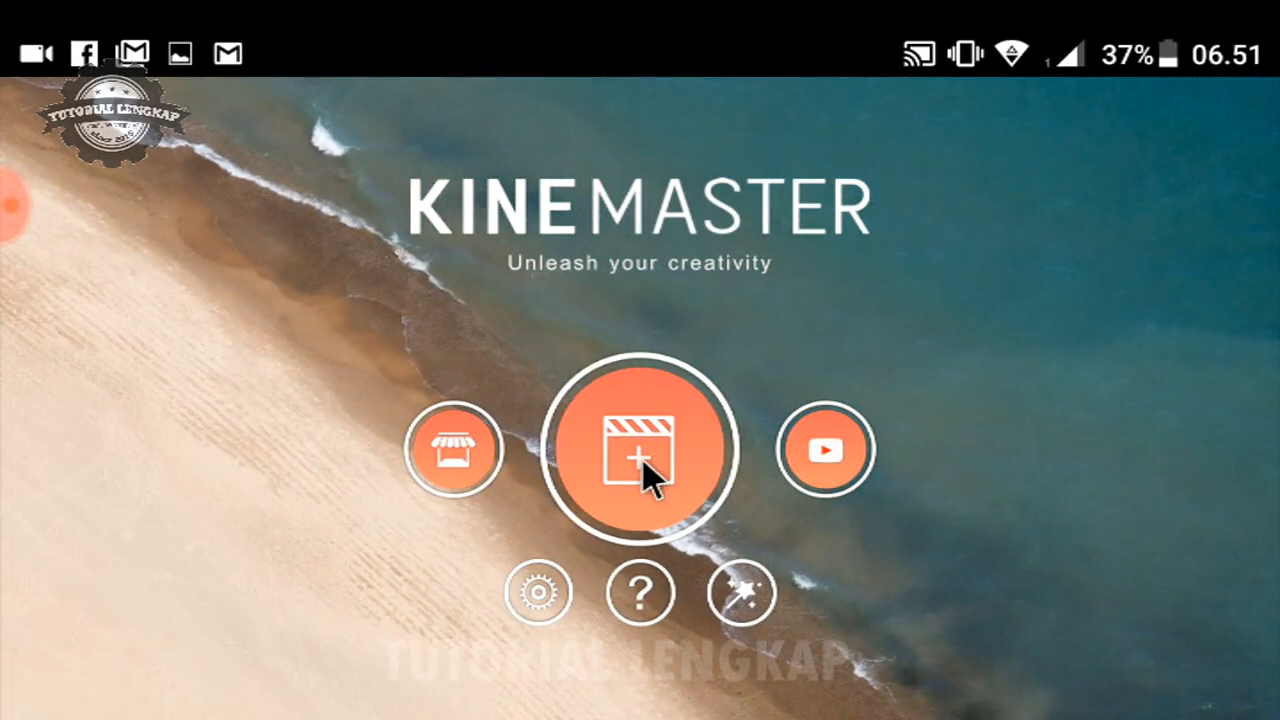 37% 06.51
TUTORIAL LENGKAP
KINEMASTER
Unleash your creativity
TUTORIAL LENGKAP